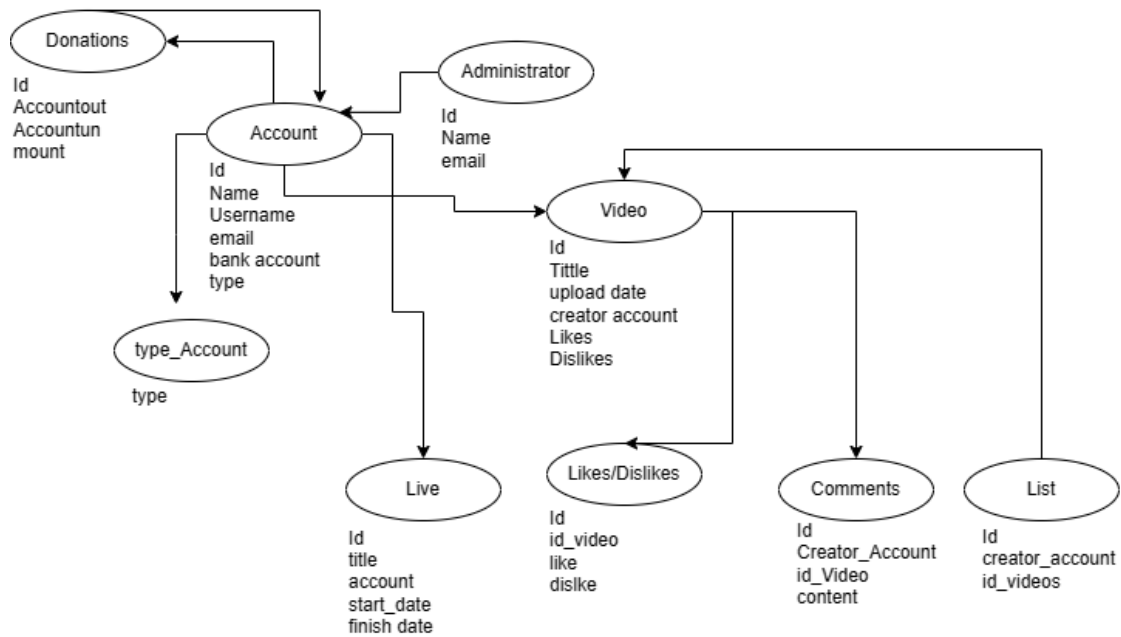 Donations
Id
Accountout
Accountun
mount
Administrator
Id
Name
email
Account
Id
Name
Username
email
bank account
type
Video
Id
Tittle
upload date
creator account
Likes
Dislikes
type_Account
type
Live
Id
title
account
start_date
finish date
Likes/Dislikes
Id
id_video
like
dislke
Comments
Id
Creator_Account
id_Video
content
List
Id
creator_account
id_videos